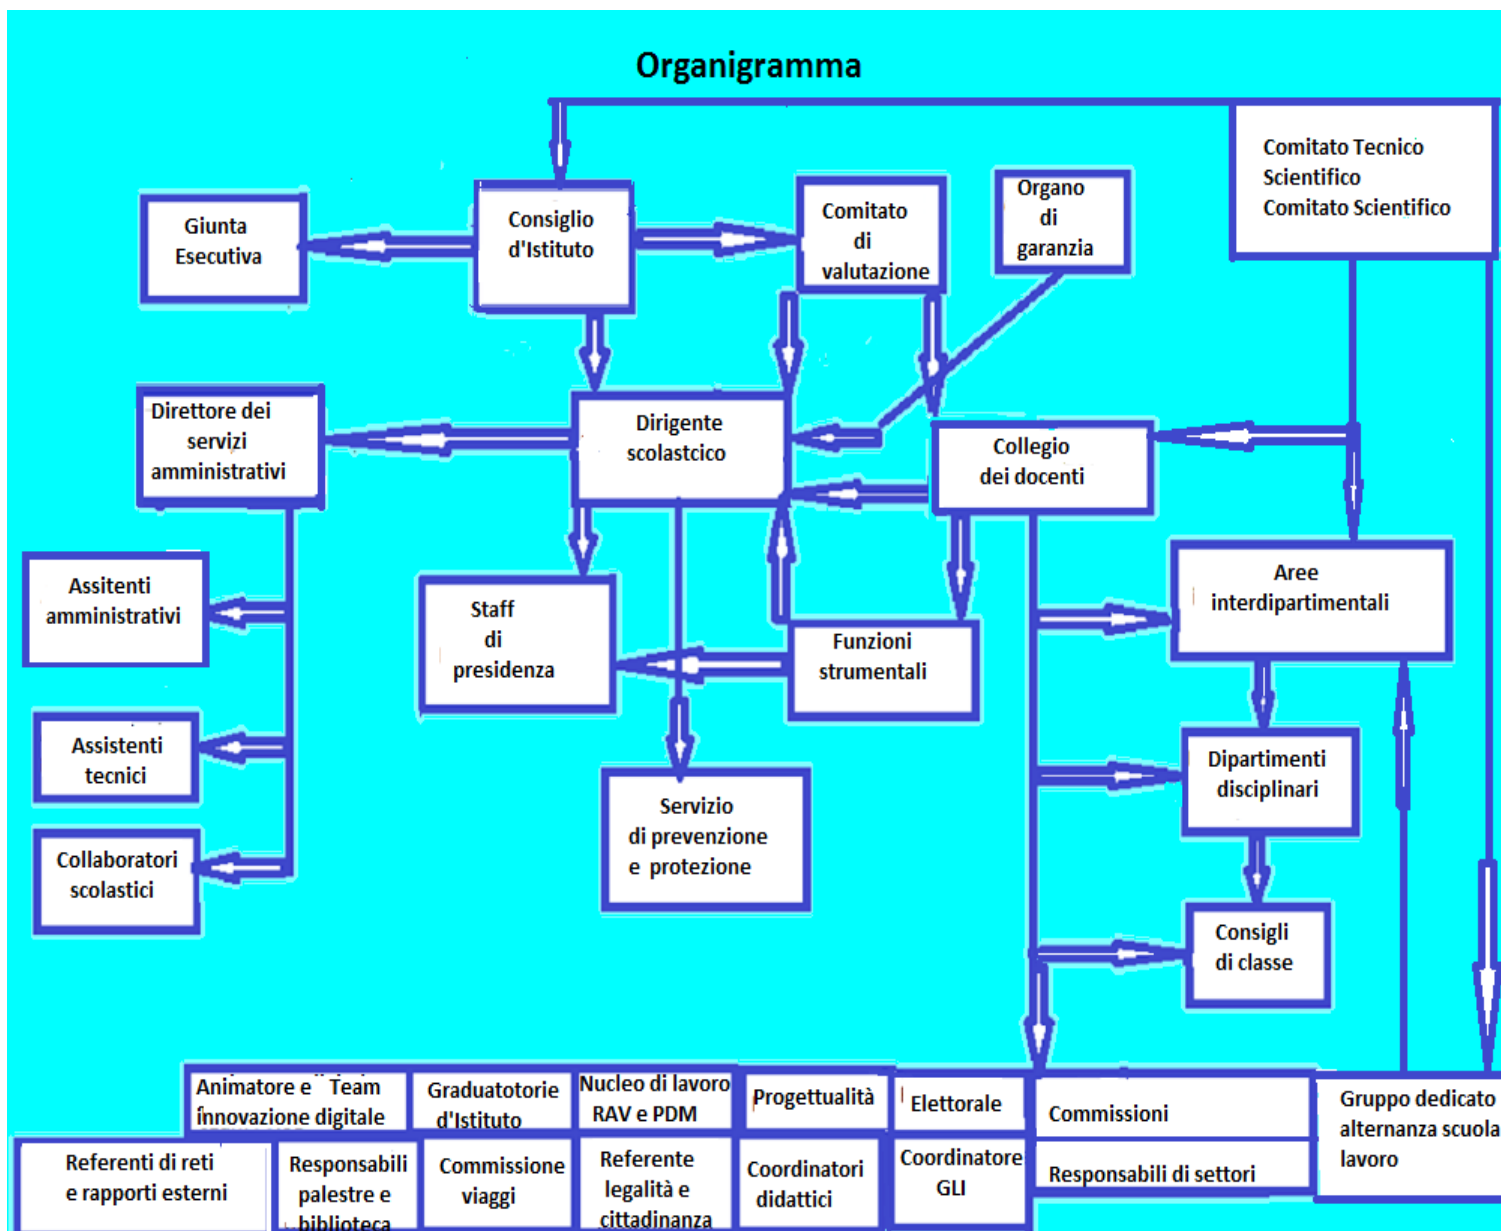 Organigramma
Comitato Tecnico
Scientifico
Comitato Scientifico
Giunta
Esecutiva
Consiglio
d'Istituto
Comitato
di
valutazione
Organo
di
garanzia
Direttore dei
servizi
amministrativi
Dirigente
scolastcico
Collegio
dei docenti
Assitenti
amministrativi
Staff
di
presidenza
Funzioni
strumentali
Aree
interdipartimentali
Assistenti
tecnici
Servizio
di prevenzione
e protezione
Dipartimenti
disciplinari
Collaboratori
scolastici
Consigli
di classe
Animatore e Team
innovazione digitale
Graduatotorie
d'Istituto
Nucleo di lavoro
RAV e PDM
Progettualità
Elettorale
Commissioni
Gruppo dedicato
alternanza scuola
lavoro
Referenti di reti
e rapporti esterni
Responsabili
palestre e
biblioteca
Commissione
viaggi
Referente
legalità e
cittadinanza
Coordinatori
didattici
Coordinatore
GLI
Responsabili di settori